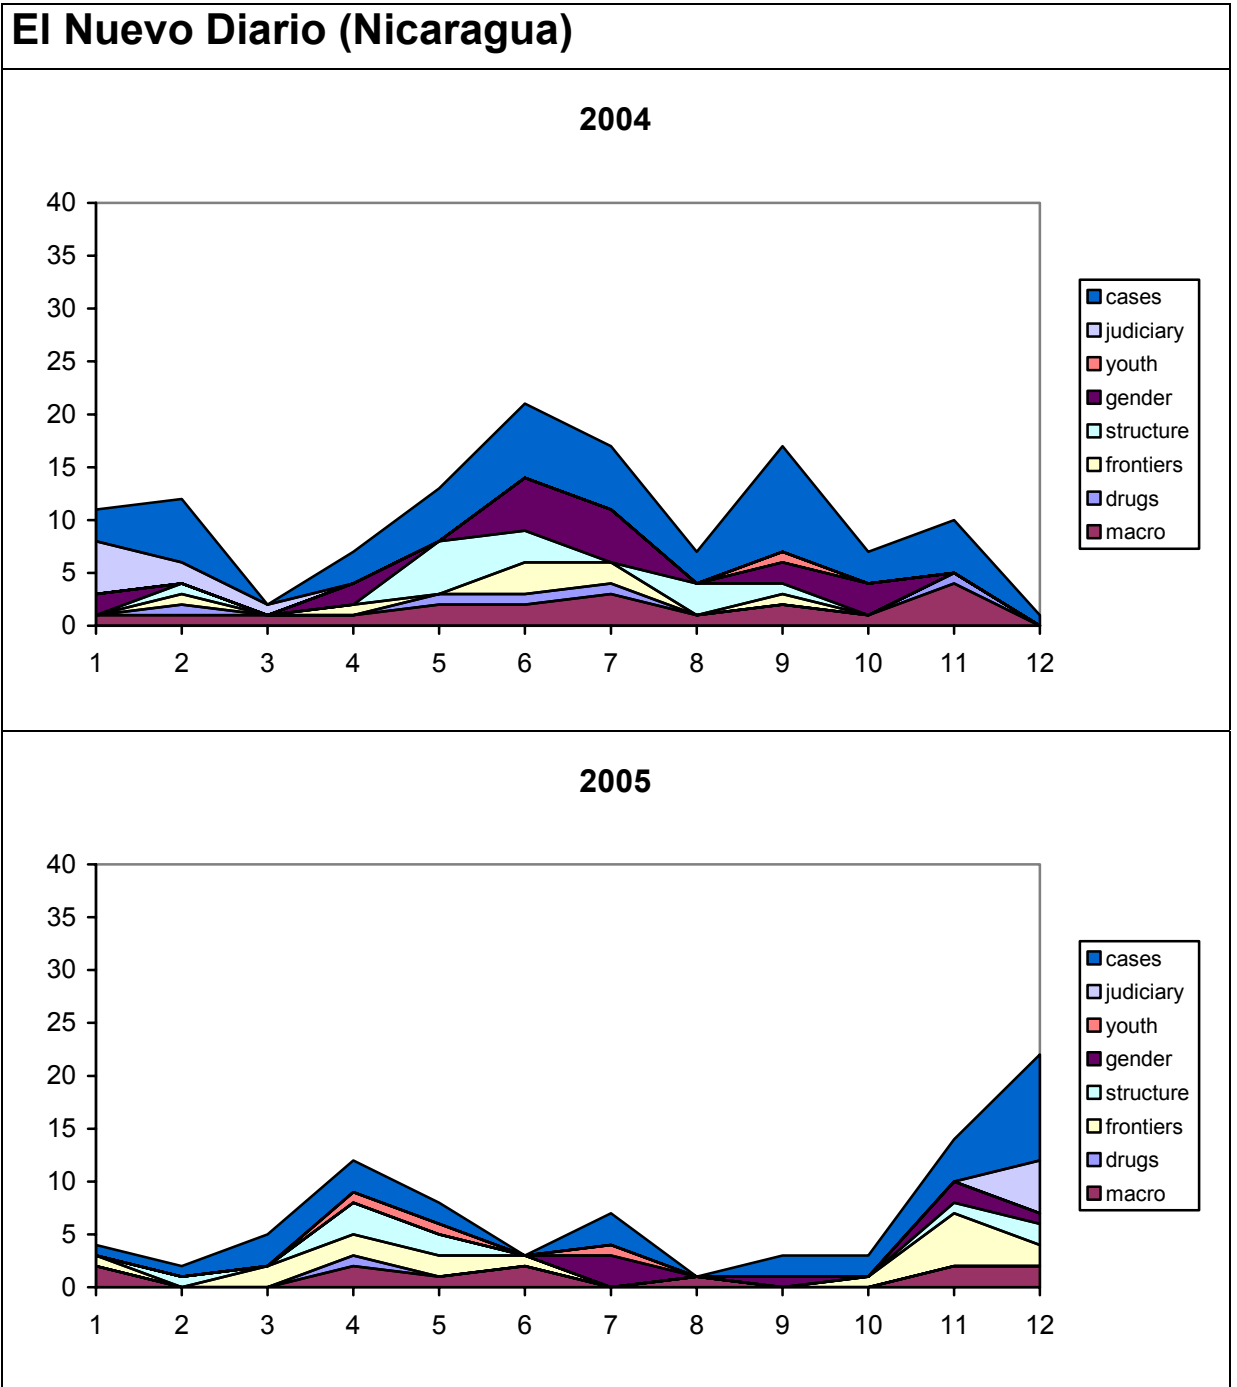 El Nuevo Diario (Nicaragua)
2004
40
35
30
25
20
15
10
5
0
1 2 3 4 5 6 7 8 9 10 11 12
cases
judiciary
youth
gender
structure
frontiers
drugs
macro
2005
40
35
30
25
20
15
10
5
0
1 2 3 4 5 6 7 8 9 10 11 12
cases
judiciary
youth
gender
structure
frontiers
drugs
macro